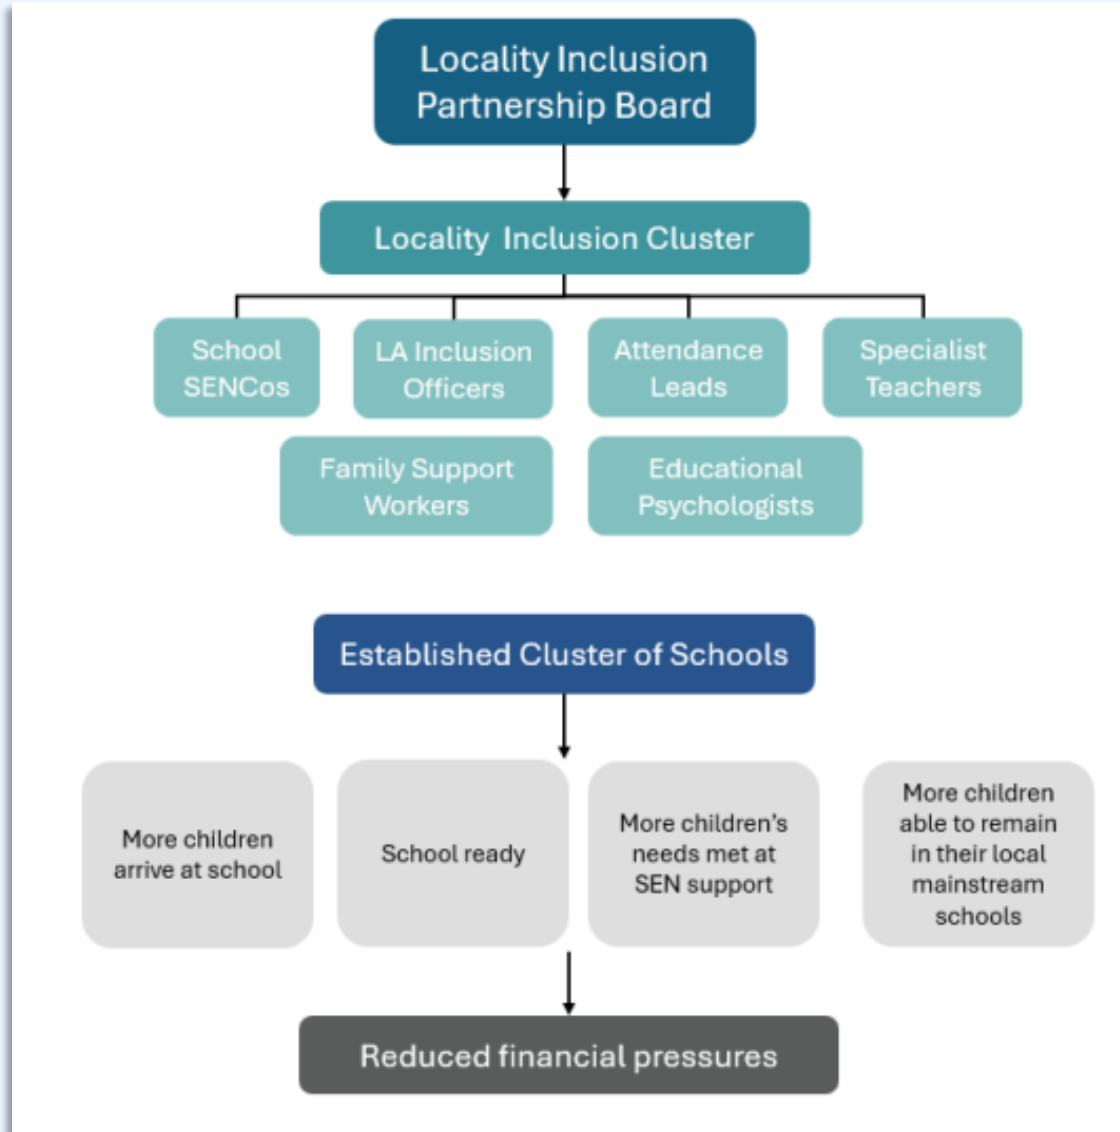 Locality Inclusion
Partnership Board
Locality Inclusion Cluster
School
SENCos
LA Inclusion
Officers
Attendance
Leads
Specialist
Teachers
Family Support
Workers
Educational
Psychologists
Established Cluster of Schools
More children
arrive at school
School ready
More children’s
needs met at
SEN support
More children
able to remain
in their local
mainstream
schools
Reduced financial pressures